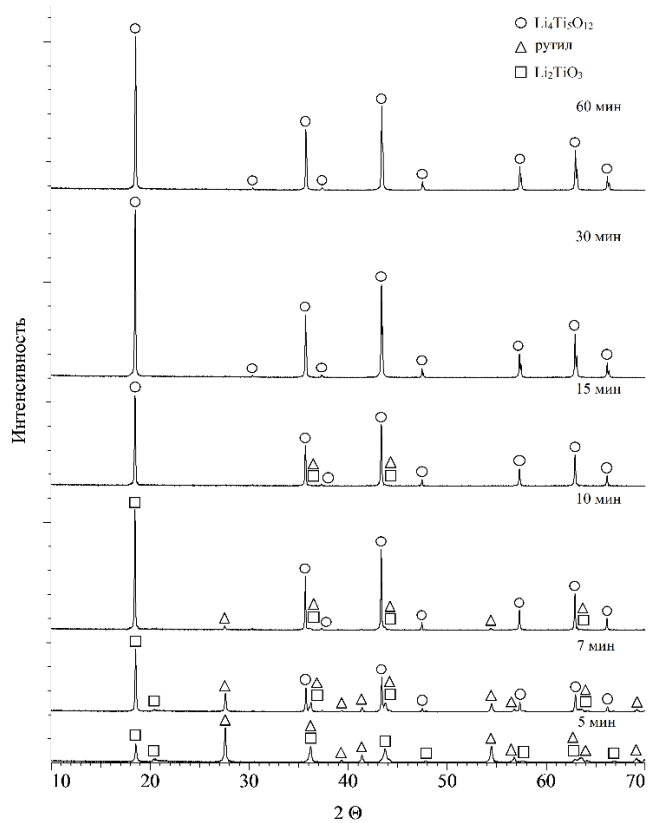 Li₄Ti₅O₁₂
рутил
Li₂TiO₃
60 мин
30 мин
15 мин
10 мин
7 мин
5 мин
Интенсивность
10 20 30 40 50 60 70
2 Θ